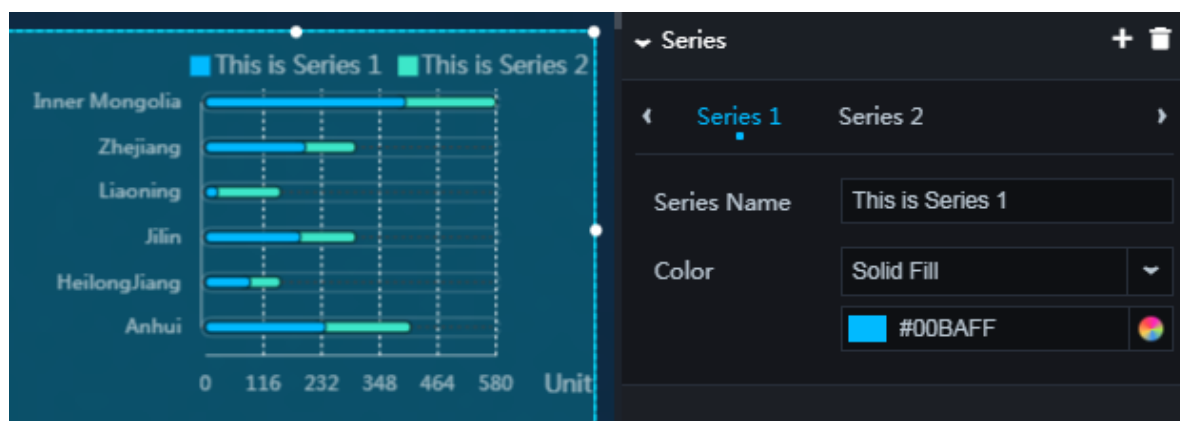 This is Series 1 This is Series 2
Inner Mongolia
Zhejiang
Liaoning
Jilin
HeilongJiang
Anhui
0 116 232 348 464 580 Unit
Series
Series 1 Series 2
Series Name This is Series 1
Color Solid Fill
#00BAFF